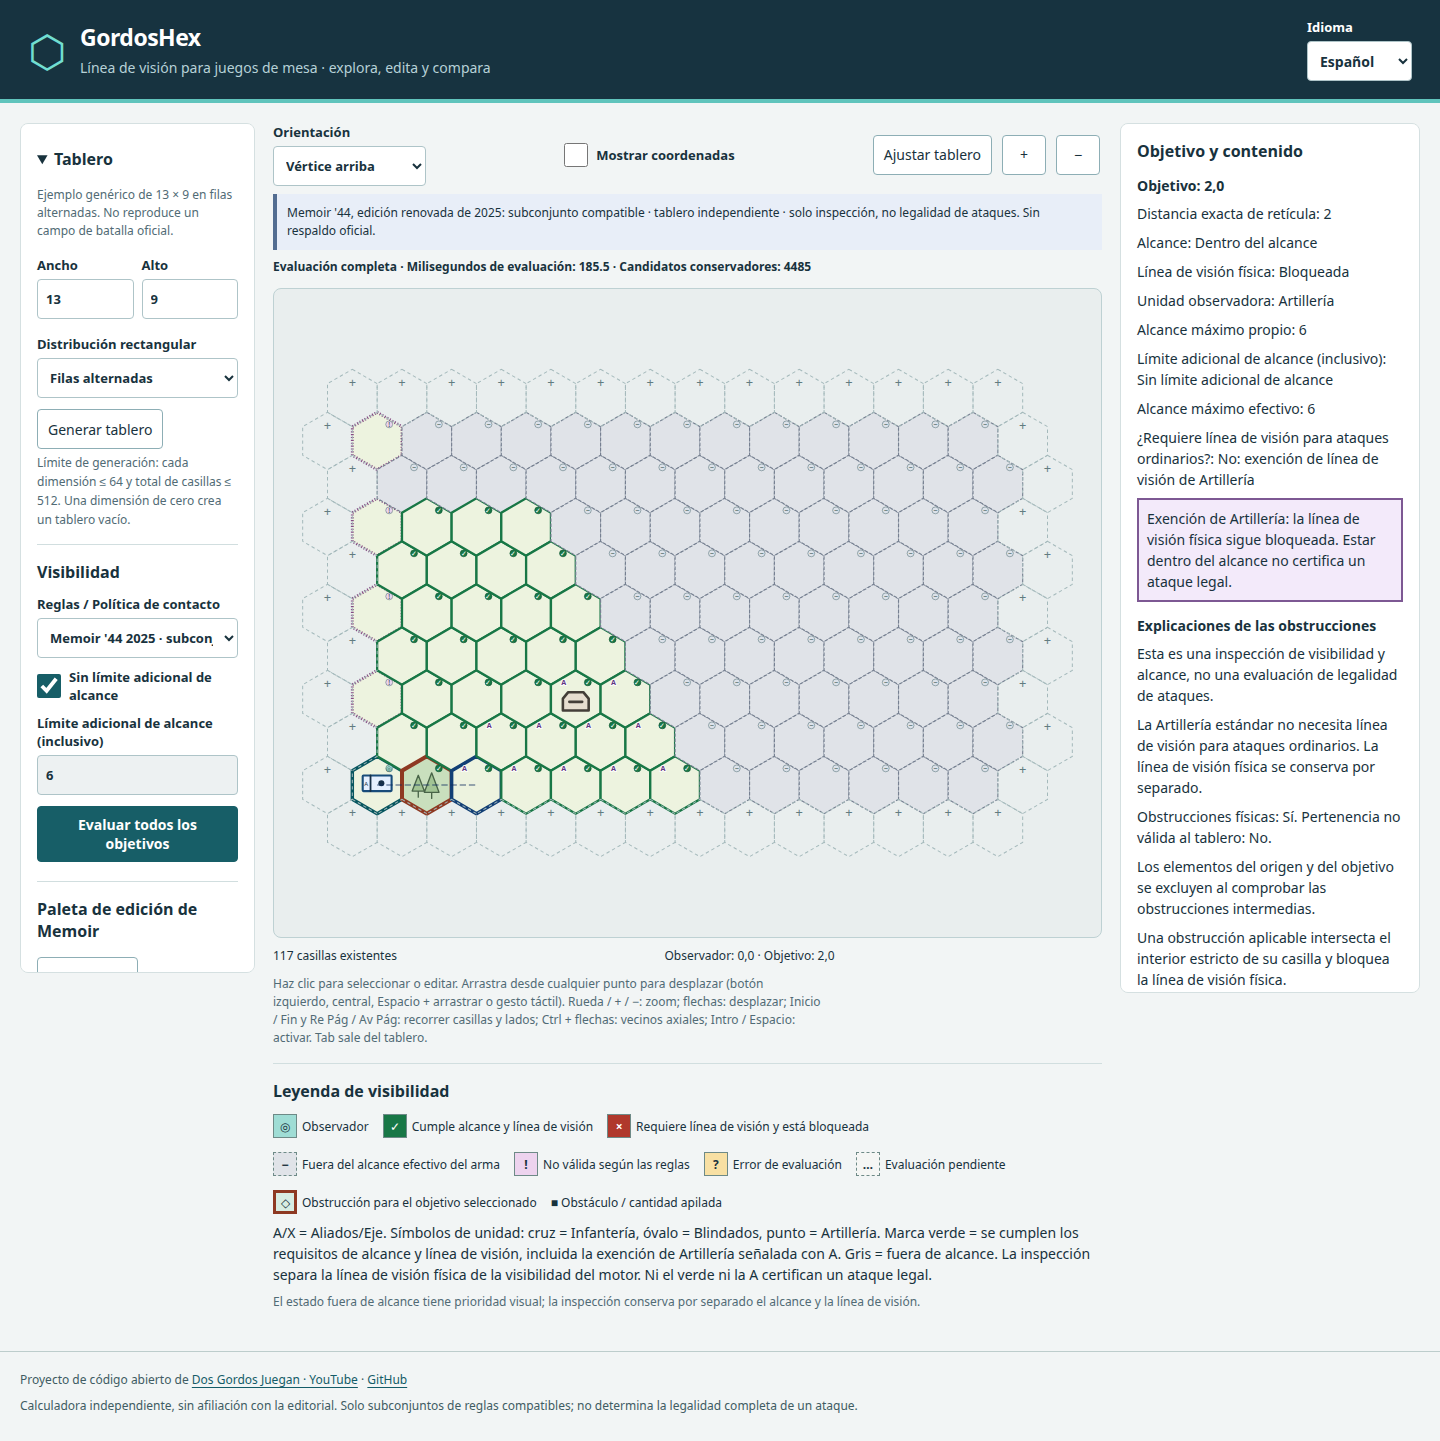 GordosHex
Línea de visión para juegos de mesa · explora, edita y compara
Idioma
Español
▼ Tablero
Ejemplo genérico de 13 × 9 en filas
alternadas. No reproduce un
campo de batalla oficial.
Ancho
Alto
13
9
Distribución rectangular
Filas alternadas
Generar tablero
Límite de generación: cada
dimensión ≤ 64 y total de casillas ≤
512. Una dimensión de cero crea
un tablero vacío.
Visibilidad
Reglas / Política de contacto
Memoir '44 2025 · subcon
Sin límite adicional de
alcance
Límite adicional de alcance
(inclusivo)
6
Evaluar todos los
objetivos
Paleta de edición de
Memoir
Orientación
Vértice arriba
Mostrar coordenadas
Ajustar tablero
+
−
Memoir '44, edición renovada de 2025: subconjunto compatible · tablero independiente · solo inspección, no legalidad de ataques. Sin
respaldo oficial.
Evaluación completa · Milisegundos de evaluación: 185.5 · Candidatos conservadores: 4485
117 casillas existentes
Observador: 0,0 · Objetivo: 2,0
Haz clic para seleccionar o editar. Arrastra desde cualquier punto para desplazar (botón
izquierdo, central, Espacio + arrastrar o gesto táctil). Rueda / + / −: zoom; flechas: desplazar; Inicio
/ Fin y Re Pág / Av Pág: recorrer casillas y lados; Ctrl + flechas: vecinos axiales; Intro / Espacio:
activar. Tab sale del tablero.
Leyenda de visibilidad
◎ Observador
✓ Cumple alcance y línea de visión
× Requiere línea de visión y está bloqueada
− Fuera del alcance efectivo del arma
! No válida según las reglas
? Error de evaluación
… Evaluación pendiente
◇ Obstrucción para el objetivo seleccionado
■ Obstáculo / cantidad apilada
A/X = Aliados/Eje. Símbolos de unidad: cruz = Infantería, óvalo = Blindados, punto = Artillería. Marca verde = se cumplen los
requisitos de alcance y línea de visión, incluida la exención de Artillería señalada con A. Gris = fuera de alcance. La inspección
separa la línea de visión física de la visibilidad del motor. Ni el verde ni la A certifican un ataque legal.
El estado fuera de alcance tiene prioridad visual; la inspección conserva por separado el alcance y la línea de visión.
Objetivo y contenido
Objetivo: 2,0
Distancia exacta de retícula: 2
Alcance: Dentro del alcance
Línea de visión física: Bloqueada
Unidad observadora: Artillería
Alcance máximo propio: 6
Límite adicional de alcance (inclusivo):
Sin límite adicional de alcance
Alcance máximo efectivo: 6
¿Requiere línea de visión para ataques
ordinarios?: No: exención de línea de
visión de Artillería
Exención de Artillería: la línea de
visión física sigue bloqueada. Estar
dentro del alcance no certifica un
ataque legal.
Explicaciones de las obstrucciones
Esta es una inspección de visibilidad y
alcance, no una evaluación de legalidad
de ataques.
La Artillería estándar no necesita línea
de visión para ataques ordinarios. La
línea de visión física se conserva por
separado.
Obstrucciones físicas: Sí. Pertenencia no
válida al tablero: No.
Los elementos del origen y del objetivo
se excluyen al comprobar las
obstrucciones intermedias.
Una obstrucción aplicable intersecta el
interior estricto de su casilla y bloquea
la línea de visión física.
Proyecto de código abierto de Dos Gordos Juegan · YouTube · GitHub
Calculadora independiente, sin afiliación con la editorial. Solo subconjuntos de reglas compatibles; no determina la legalidad completa de un ataque.